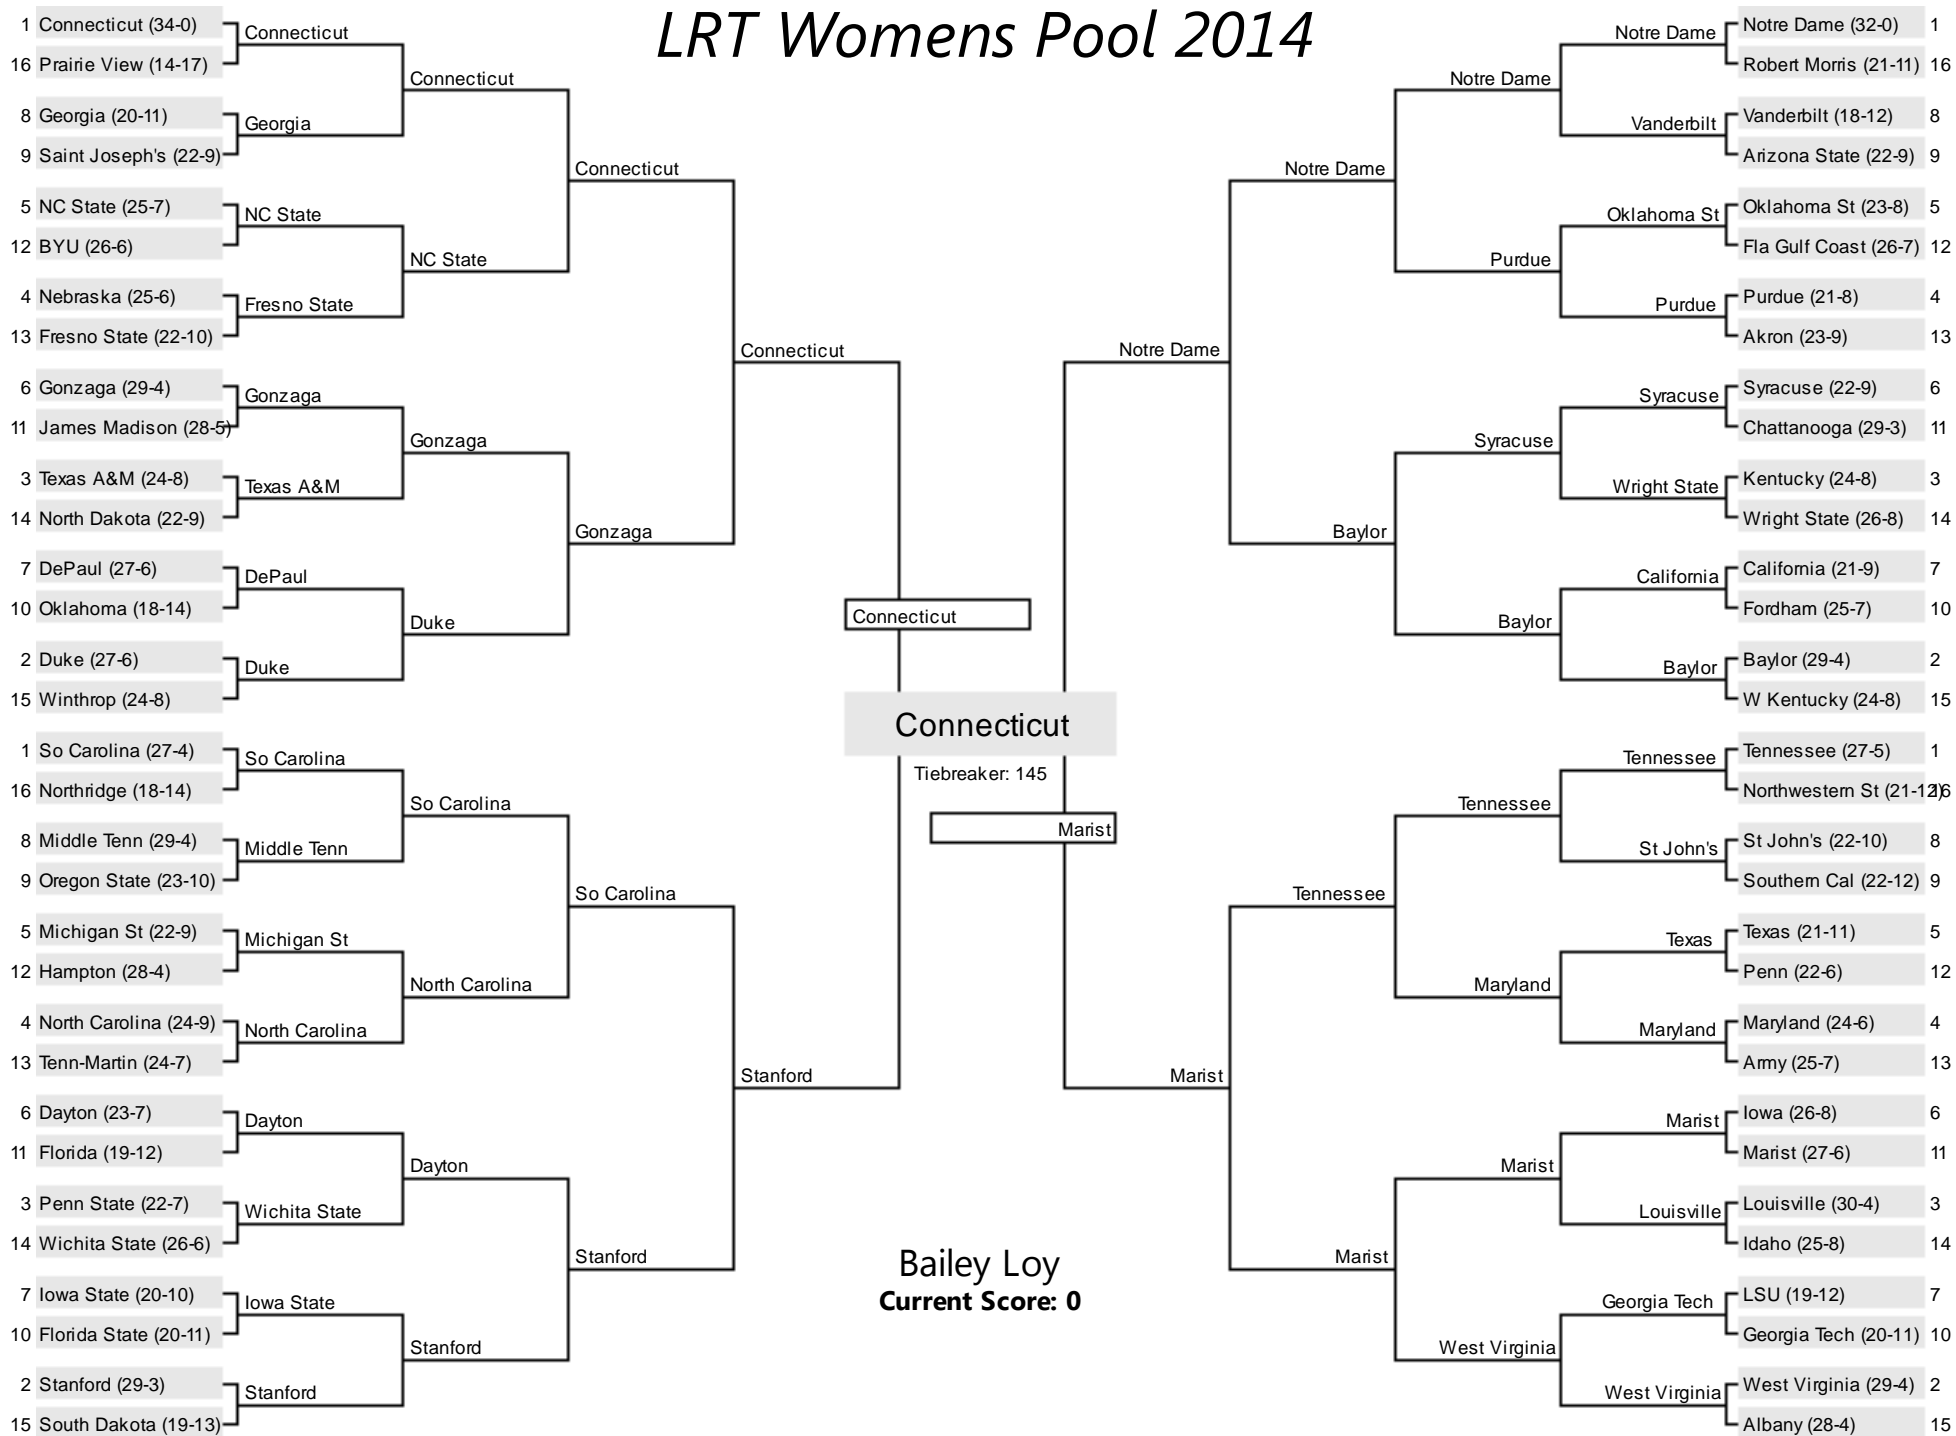 LRT Womens Pool 2014
1 Connecticut (34-0)
Connecticut
16 Prairie View (14-17)
Connecticut
8 Georgia (20-11)
Georgia
9 Saint Joseph's (22-9)
Connecticut
5 NC State (25-7)
NC State
12 BYU (26-6)
NC State
4 Nebraska (25-6)
Fresno State
13 Fresno State (22-10)
Connecticut
6 Gonzaga (29-4)
Gonzaga
11 James Madison (28-5)
Gonzaga
3 Texas A&M (24-8)
Texas A&M
14 North Dakota (22-9)
Gonzaga
7 DePaul (27-6)
DePaul
10 Oklahoma (18-14)
Duke
2 Duke (27-6)
Duke
15 Winthrop (24-8)
1 So Carolina (27-4)
So Carolina
16 Northridge (18-14)
So Carolina
8 Middle Tenn (29-4)
Middle Tenn
9 Oregon State (23-10)
So Carolina
5 Michigan St (22-9)
Michigan St
12 Hampton (28-4)
North Carolina
4 North Carolina (24-9)
North Carolina
13 Tenn-Martin (24-7)
Stanford
6 Dayton (23-7)
Dayton
11 Florida (19-12)
Dayton
3 Penn State (22-7)
Wichita State
14 Wichita State (26-6)
Stanford
7 Iowa State (20-10)
Iowa State
10 Florida State (20-11)
Stanford
2 Stanford (29-3)
Stanford
15 South Dakota (19-13)
Connecticut
Connecticut
Tiebreaker: 145
Marist
Bailey Loy
Current Score: 0
Notre Dame (32-0) 1
Notre Dame
Robert Morris (21-11) 16
Notre Dame
Vanderbilt (18-12) 8
Vanderbilt
Arizona State (22-9) 9
Notre Dame
Oklahoma St (23-8) 5
Oklahoma St
Fla Gulf Coast (26-7) 12
Purdue
Purdue (21-8) 4
Purdue
Akron (23-9) 13
Notre Dame
Syracuse (22-9) 6
Syracuse
Chattanooga (29-3) 11
Syracuse
Kentucky (24-8) 3
Wright State
Wright State (26-8) 14
Baylor
California (21-9) 7
California
Fordham (25-7) 10
Baylor
Baylor (29-4) 2
Baylor
W Kentucky (24-8) 15
Tennessee (27-5) 1
Tennessee
Northwestern St (21-12) 16
Tennessee
St John's (22-10) 8
St John's
Southern Cal (22-12) 9
Tennessee
Texas (21-11) 5
Texas
Penn (22-6) 12
Maryland
Maryland (24-6) 4
Maryland
Army (25-7) 13
Marist
Iowa (26-8) 6
Marist
Marist (27-6) 11
Marist
Louisville (30-4) 3
Louisville
Idaho (25-8) 14
Marist
LSU (19-12) 7
Georgia Tech
Georgia Tech (20-11) 10
West Virginia
West Virginia (29-4) 2
West Virginia
Albany (28-4) 15